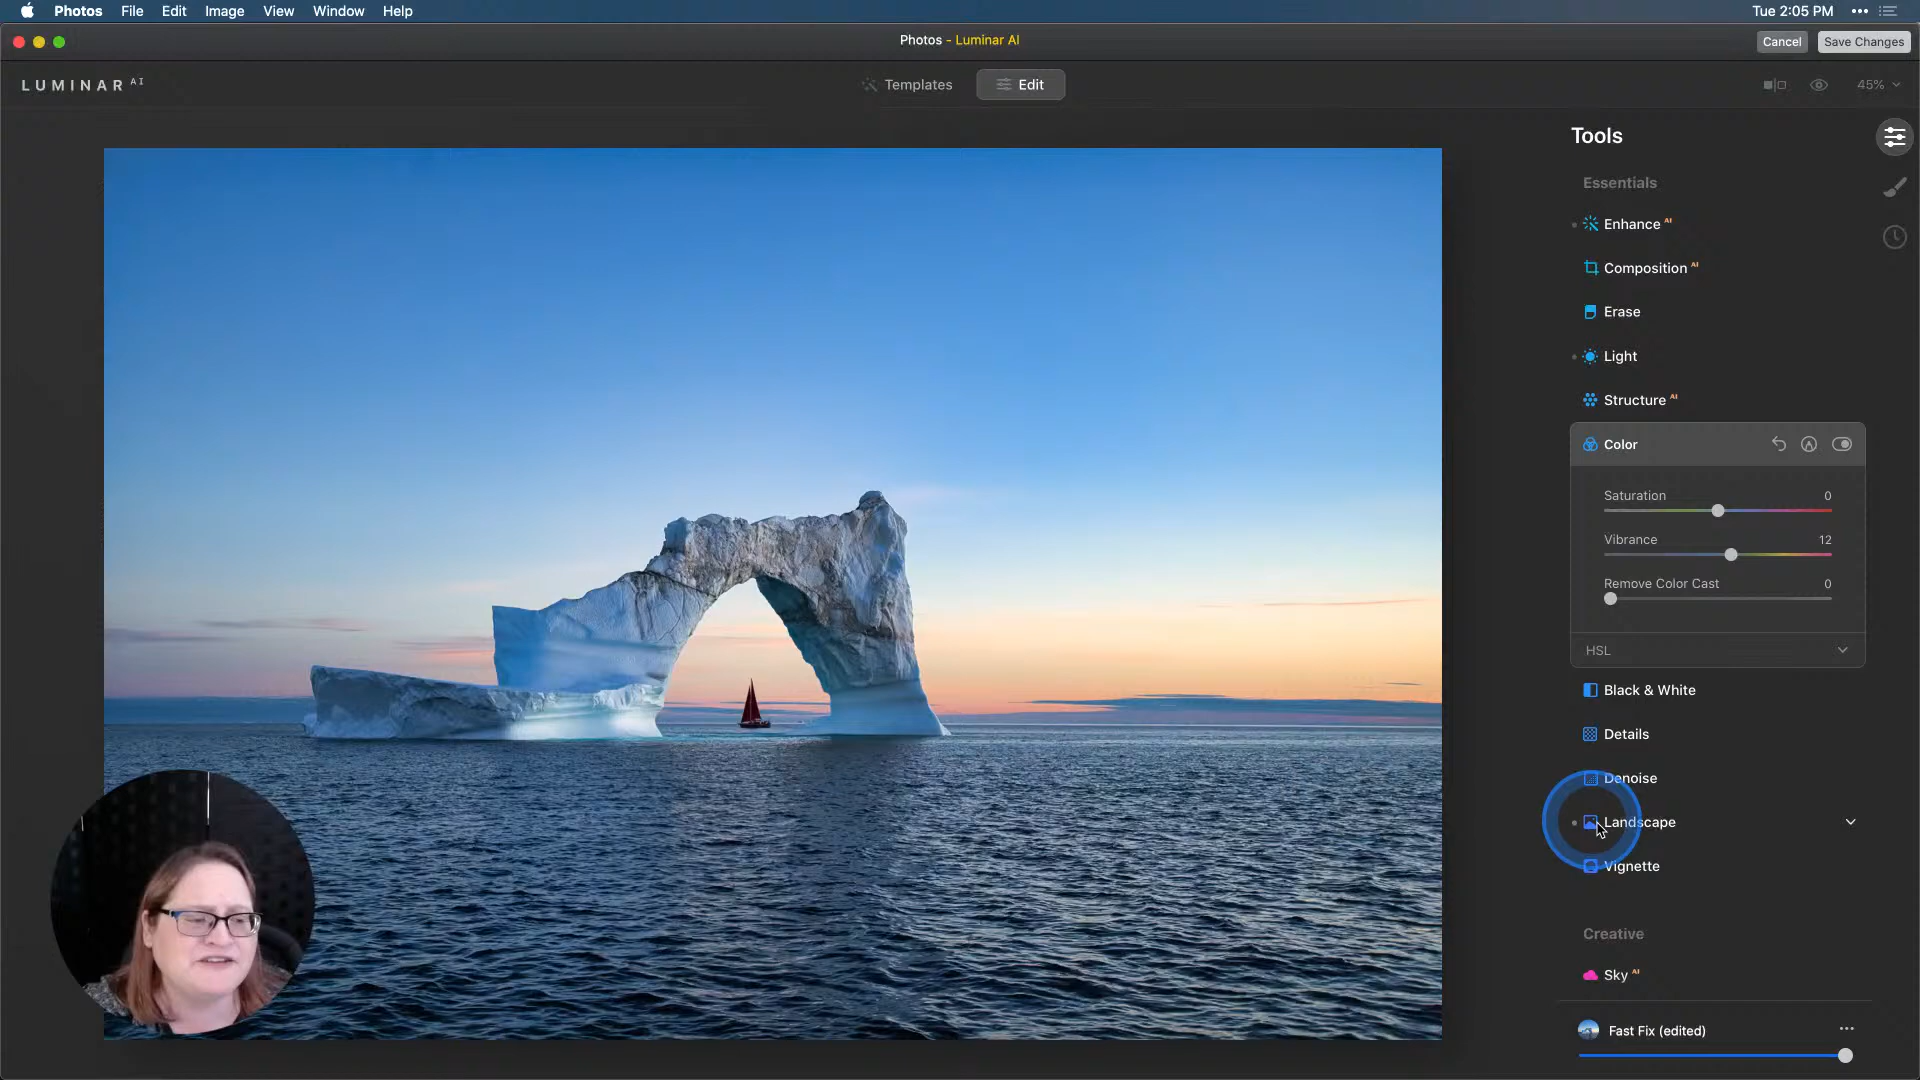 Photos File Edit Image View Window Help Tue 2:05 PM
Photos - Luminar AI Cancel Save Changes
LUMINAR AI Templates Edit 45%
Tools
Essentials
Enhance AI
Composition AI
Erase
Light
Structure AI
Color
Saturation 0
Vibrance 12
Remove Color Cast 0
HSL
Black & White
Details
Denoise
Landscape
Vignette
Creative
Sky AI
Fast Fix (edited)